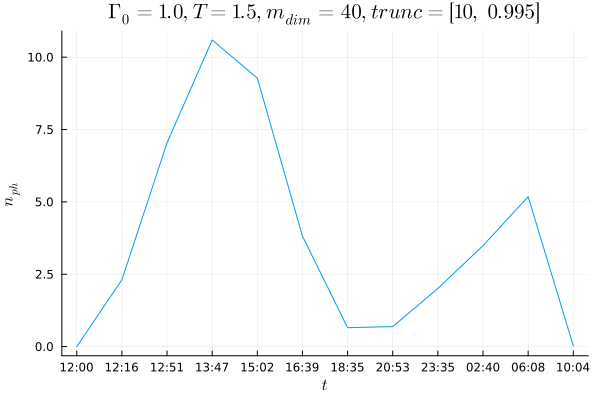 Γ₀ = 1.0, T = 1.5, m_dim = 40, trunc = [10, 0.995]
10.0
7.5
5.0
2.5
0.0
n_ph
12:00 12:16 12:51 13:47 15:02 16:39 18:35 20:53 23:35 02:40 06:08 10:04
t